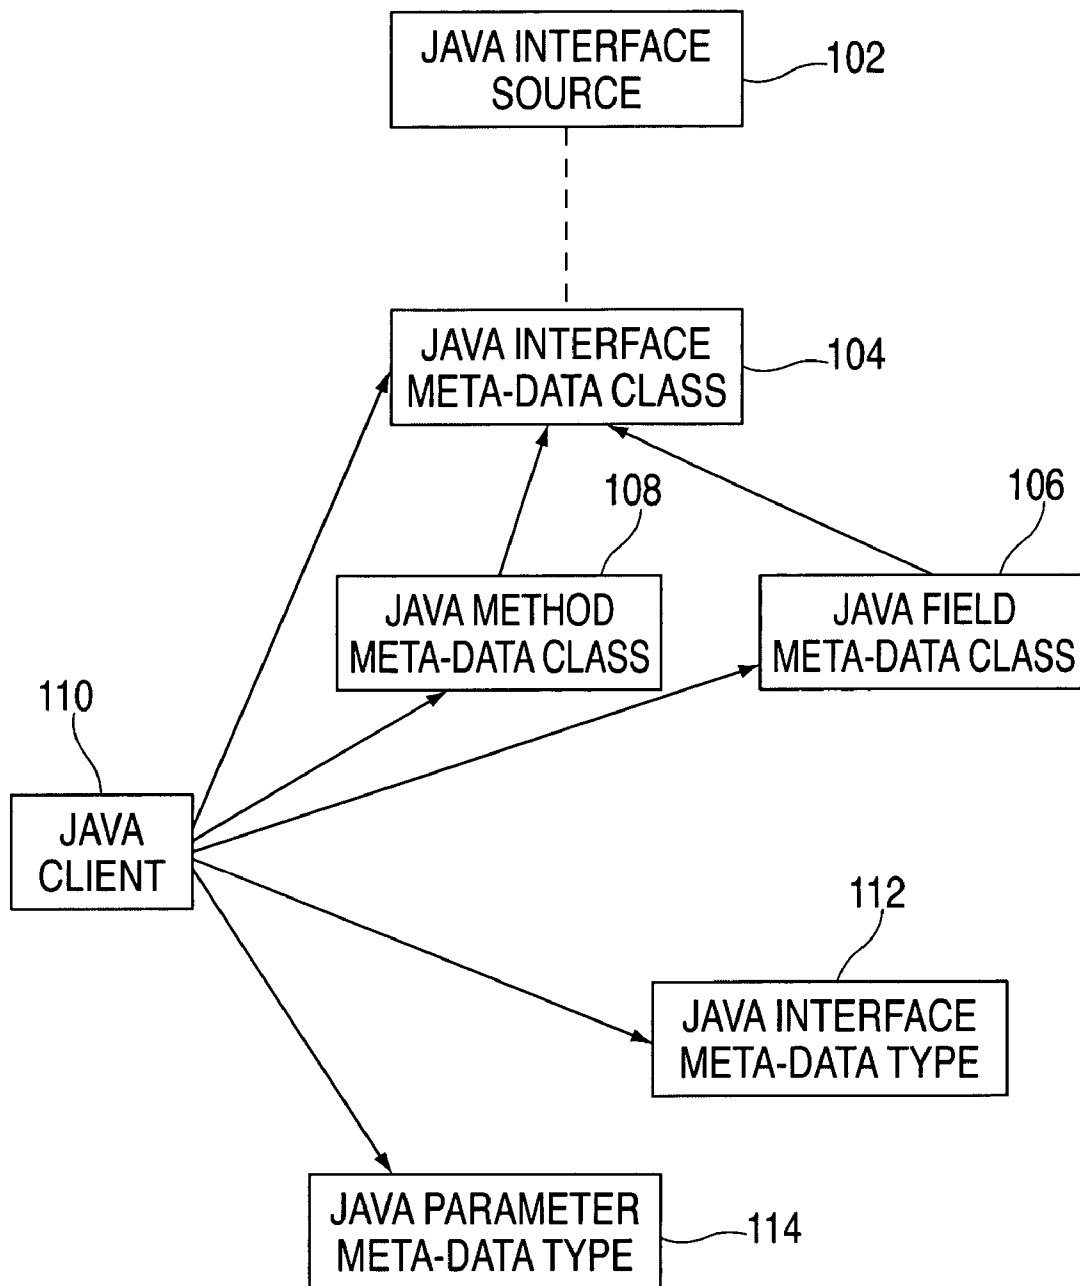 JAVA INTERFACE
SOURCE
102
JAVA INTERFACE
META-DATA CLASS
104
108
106
JAVA METHOD
META-DATA CLASS
JAVA FIELD
META-DATA CLASS
110
JAVA
CLIENT
112
JAVA INTERFACE
META-DATA TYPE
JAVA PARAMETER
META-DATA TYPE
114